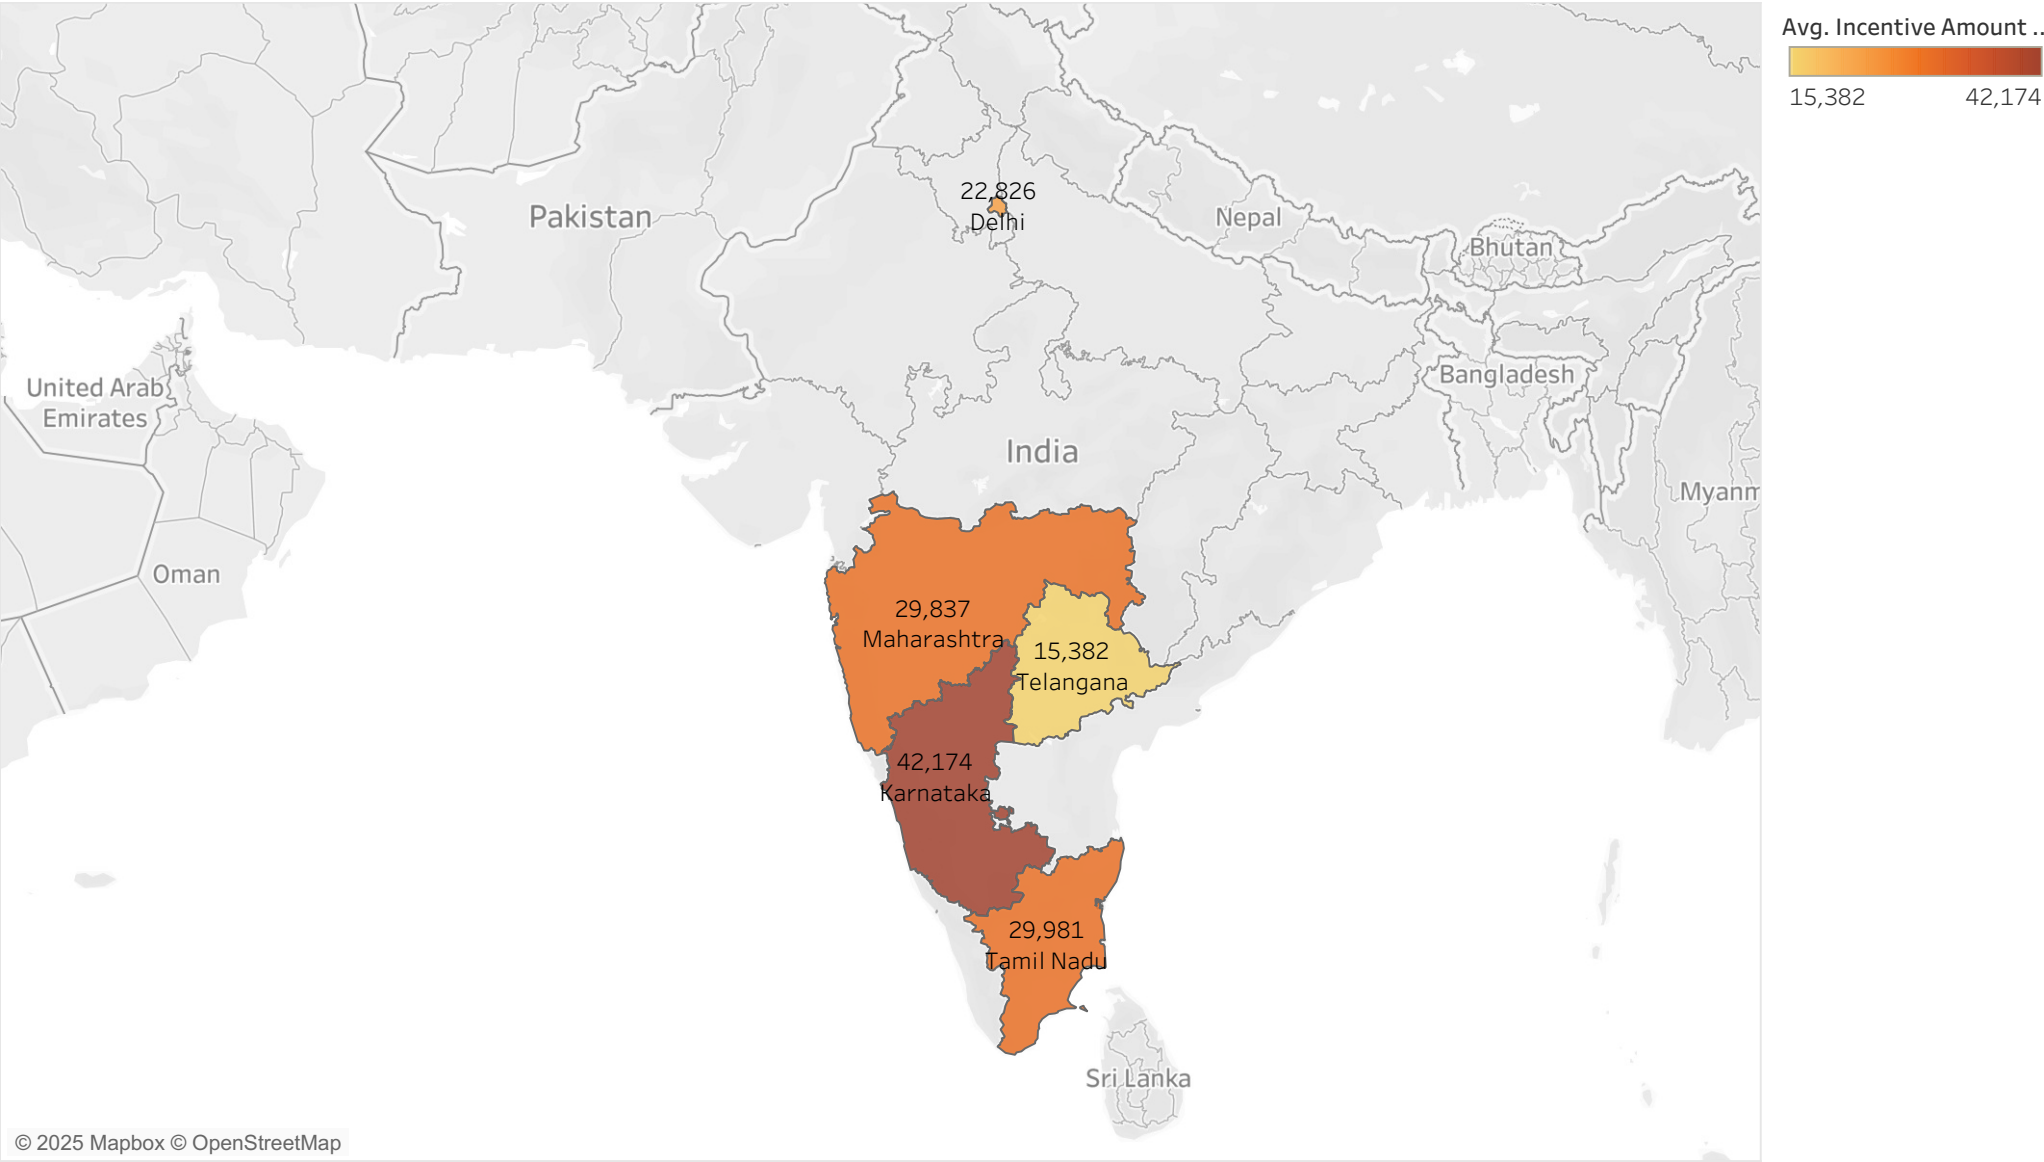 Avg. Incentive Amount ..
15,382 42,174
22,826
Delhi
Pakistan
Nepal
Bhutan
United Arab
Emirates
Bangladesh
India
Myanm
Oman
29,837
Maharashtra
15,382
Telangana
42,174
Karnataka
29,981
Tamil Nadu
Sri Lanka
© 2025 Mapbox © OpenStreetMap